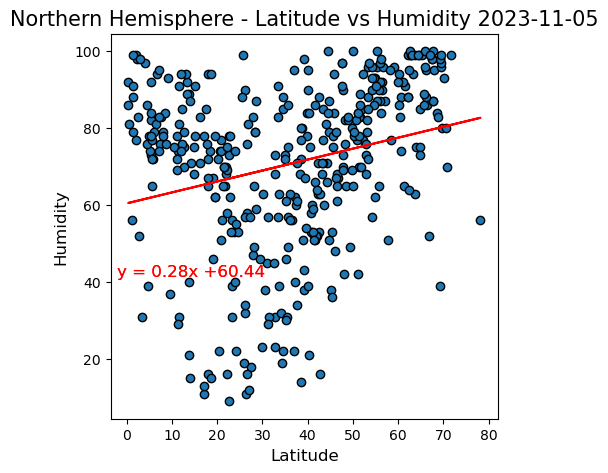 Northern Hemisphere - Latitude vs Humidity 2023-11-05
100
80
60
40
20
Humidity
y = 0.28x +60.44
0 10 20 30 40 50 60 70 80
Latitude